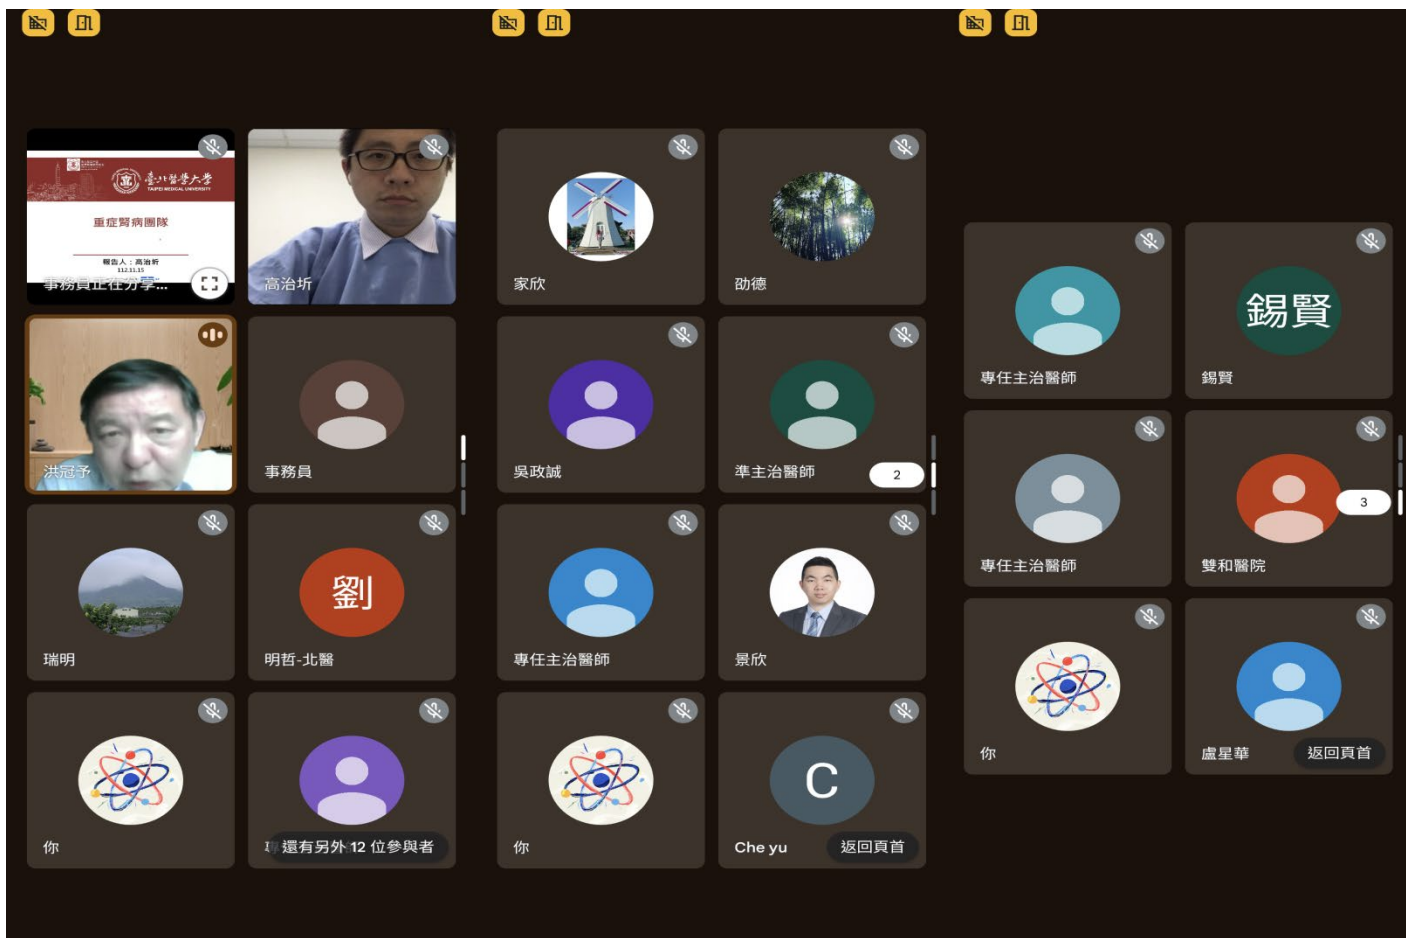 臺北醫學大學
TAIPEI MEDICAL UNIVERSITY
重症腎病團隊
報告人：高治圻
112.11.15
事務員正在分享...
高治圻
洪冠予
事務員
瑞明
劉
明哲-北醫
你
還有另外 12 位參與者
家欣
劭德
吳政誠
準主治醫師
2
專任主治醫師
景欣
你
C
Che yu
返回頁首
專任主治醫師
錫賢
錫賢
專任主治醫師
雙和醫院
3
你
盧星華
返回頁首